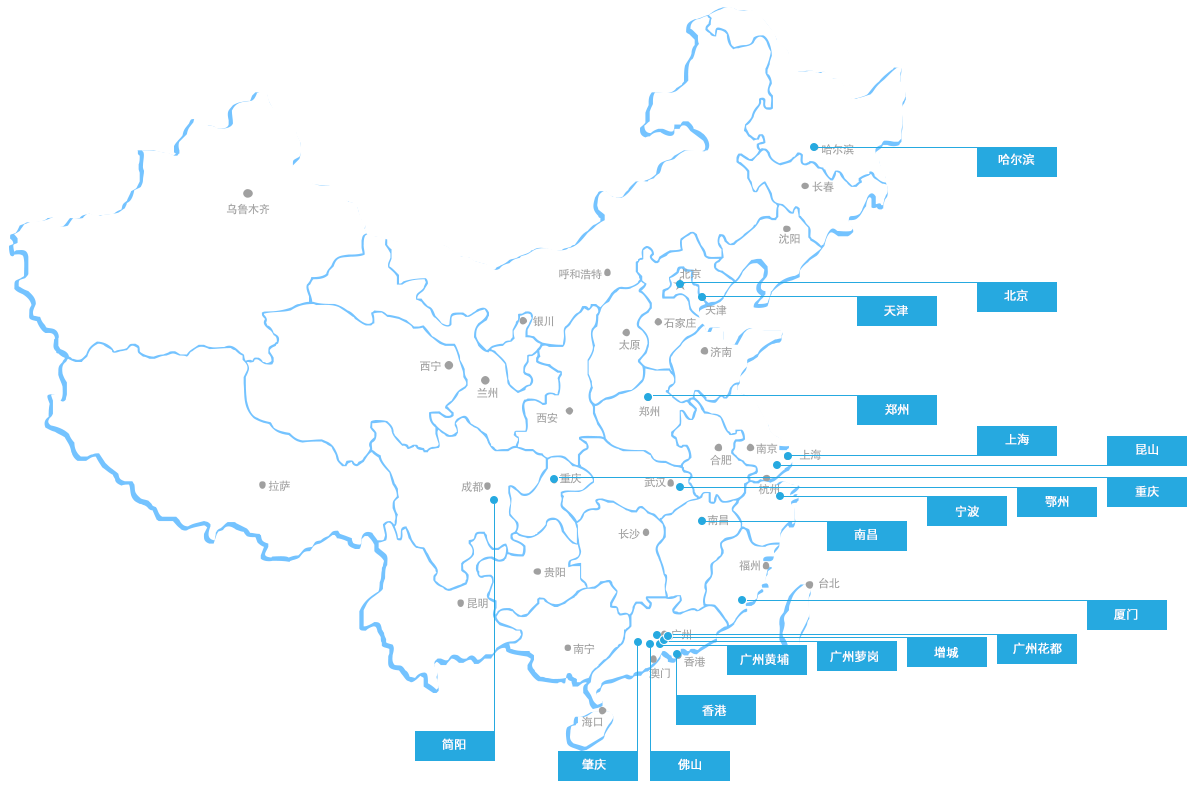 哈尔滨
哈尔滨
长春
乌鲁木齐
沈阳
呼和浩特
北京
北京
天津
天津
银川
石家庄
太原
济南
西宁
兰州
西安
郑州
郑州
上海
昆山
南京
上海
合肥
重庆
成都
拉萨
武汉
杭州
重庆
鄂州
宁波
南昌
南昌
长沙
福州
贵阳
台北
昆明
厦门
广州
南宁
广州花都
增城
广州萝岗
广州黄埔
香港
澳门
香港
海口
简阳
肇庆
佛山